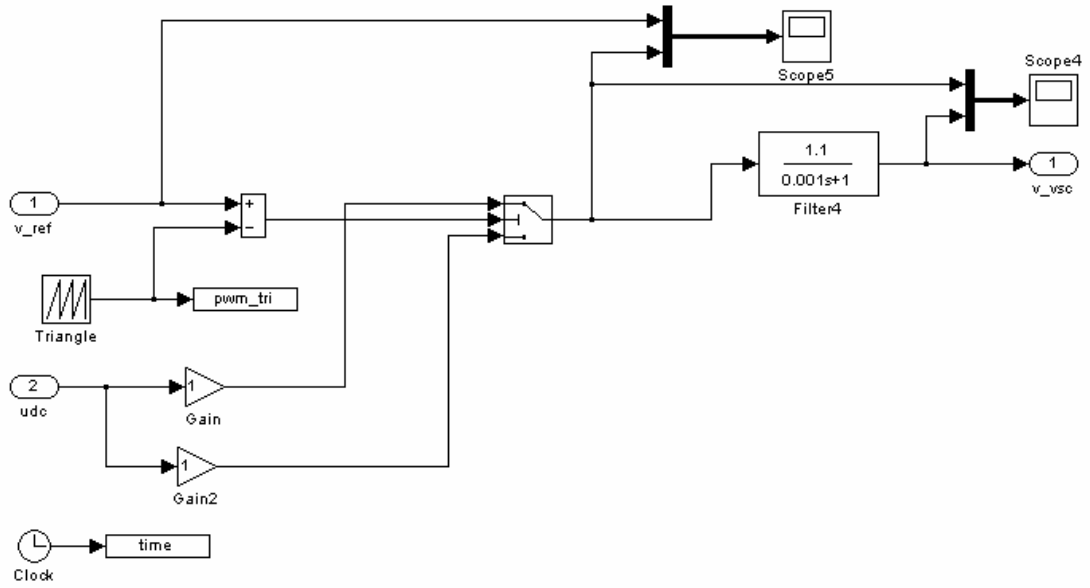 Scope5
Scope4
1.1
0.001s+1
Filter4
1
v_vsc
1
v_ref
+
−
Triangle
pwm_tri
2
udc
1
Gain
1
Gain2
Clock
time